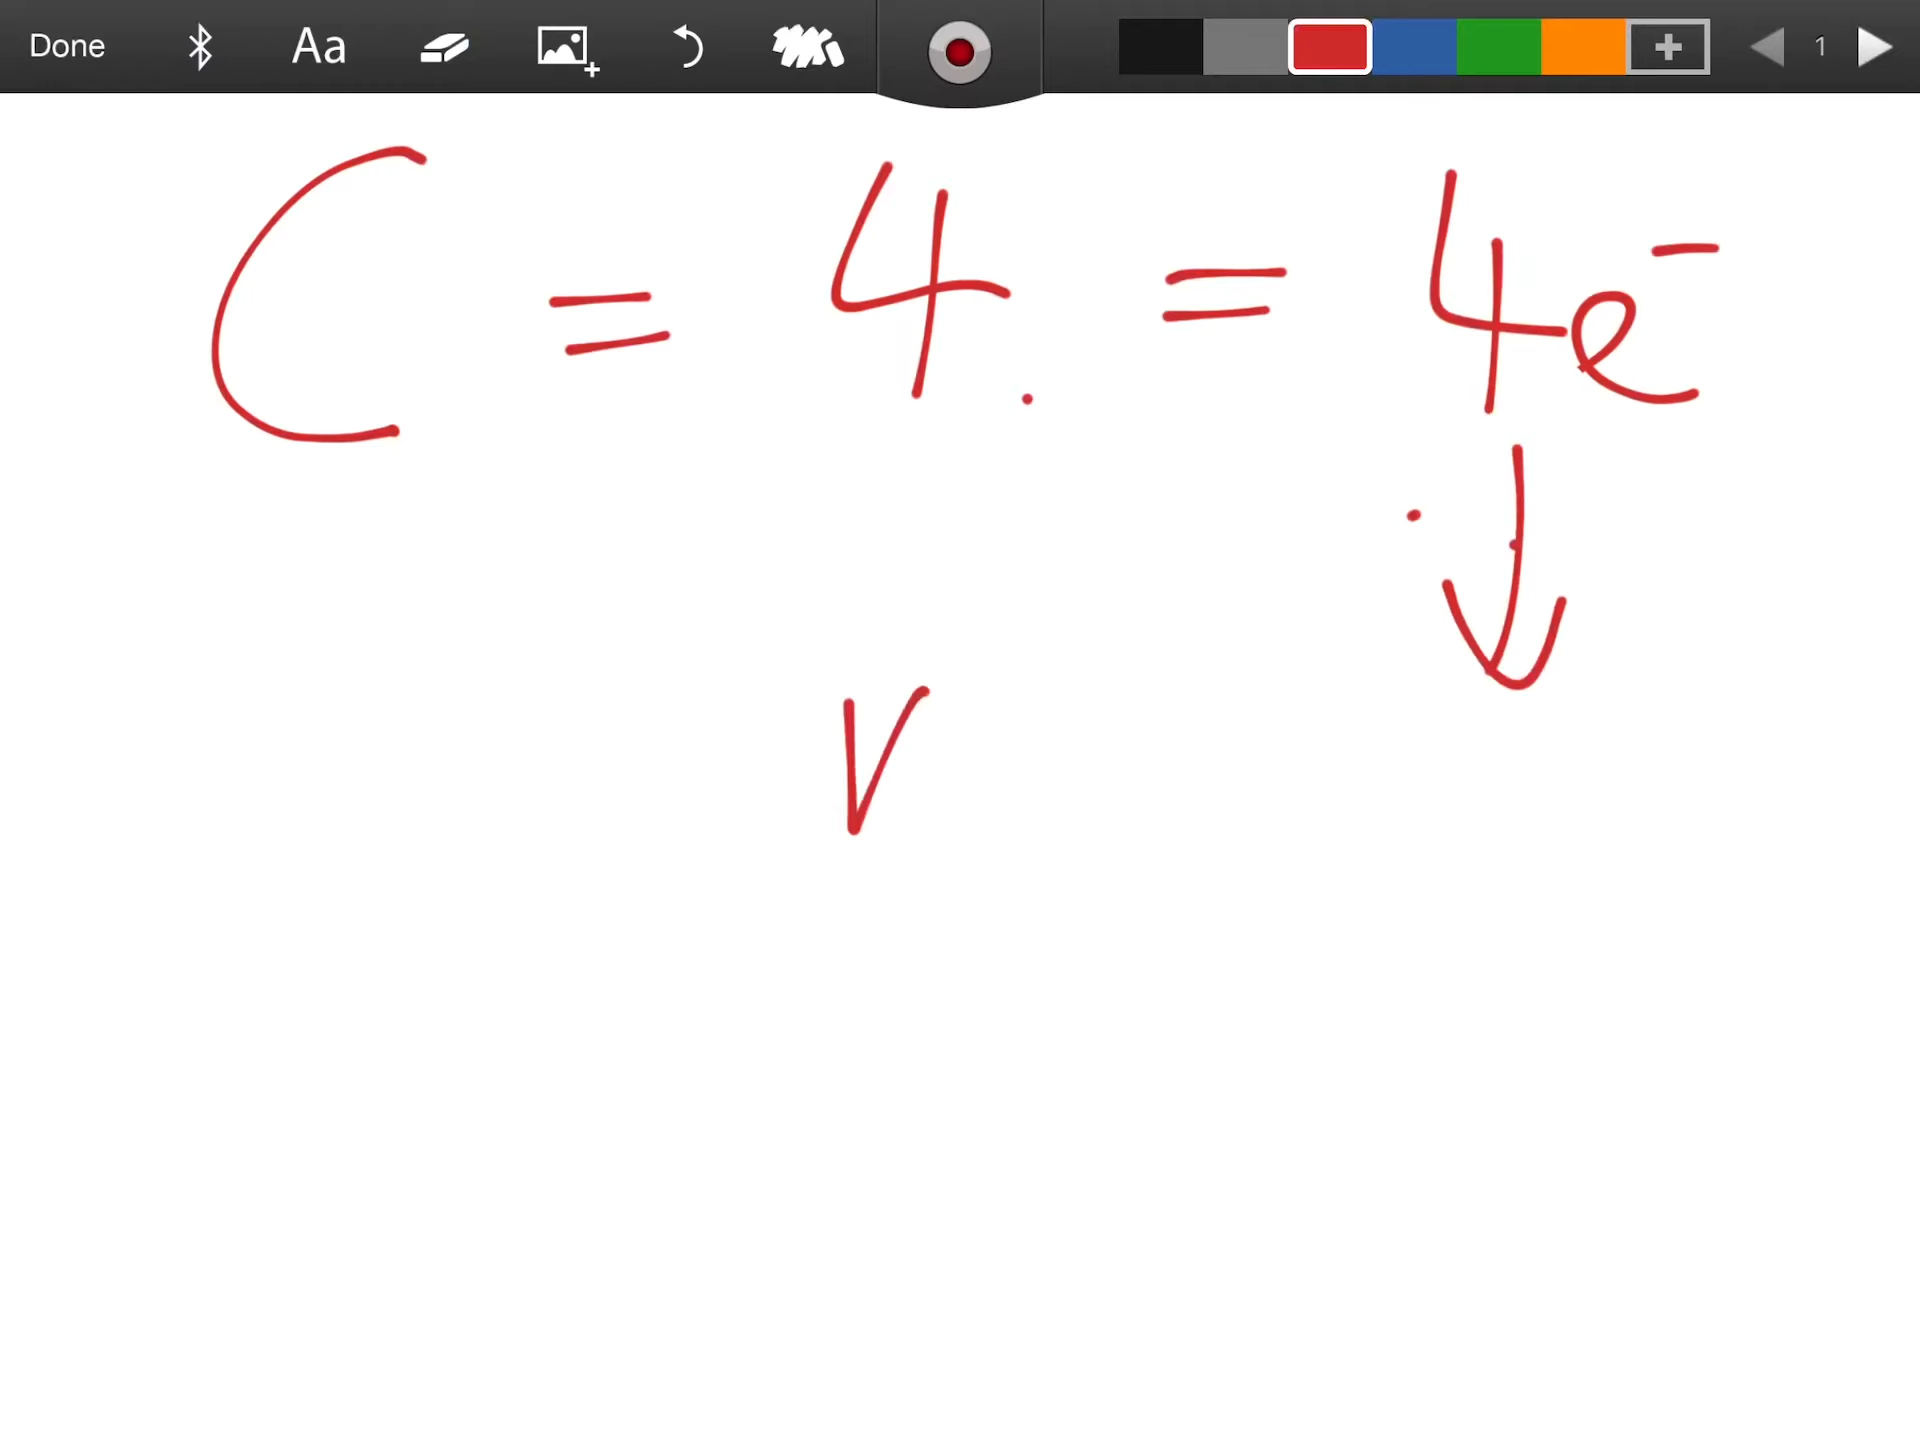 Done Aa 1
C = 4. = 4e⁻
↓
V